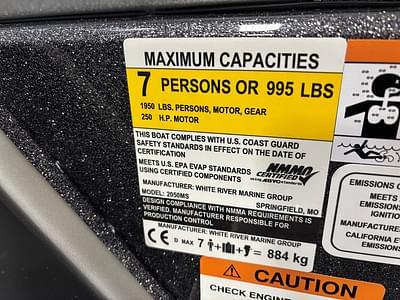 MAXIMUM CAPACITIES
7 PERSONS OR 995 LBS
1950 LBS. PERSONS, MOTOR, GEAR
250 H.P. MOTOR
THIS BOAT COMPLIES WITH U.S. COAST GUARD
SAFETY STANDARDS IN EFFECT ON THE DATE OF
CERTIFICATION
MEETS U.S. EPA EVAP STANDARDS
USING CERTIFIED COMPONENTS
NMMA
CERTIFIED
MANUFACTURER: WHITE RIVER MARINE GROUP
MODEL: 2050MS SPRINGFIELD, MO
DESIGN COMPLIANCE WITH NMMA REQUIREMENTS IS
VERIFIED. MANUFACTURER RESPONSIBLE FOR
PRODUCTION CONTROL
MANUFACTURER: WHITE RIVER MARINE GROUP
CE D MAX 7 + + = 884 kg
EMISSIONS
MEETS
EMISS
IGNITION
MANUFACTURE
CALIFORNIA E
EMISSIONS
CAUTION
CHECK ENGINE